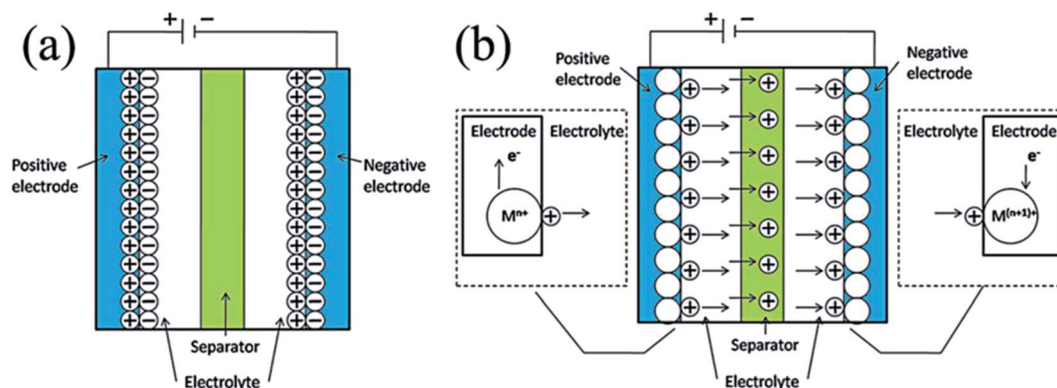 (a)
+ −
Positive
electrode
Negative
electrode
Separator
Electrolyte
(b)
+ −
Positive
electrode
Negative
electrode
Electrode
Electrolyte
e-
Mn+
+
Electrolyte
Electrode
e-
M(n+1)+
+
Separator
Electrolyte